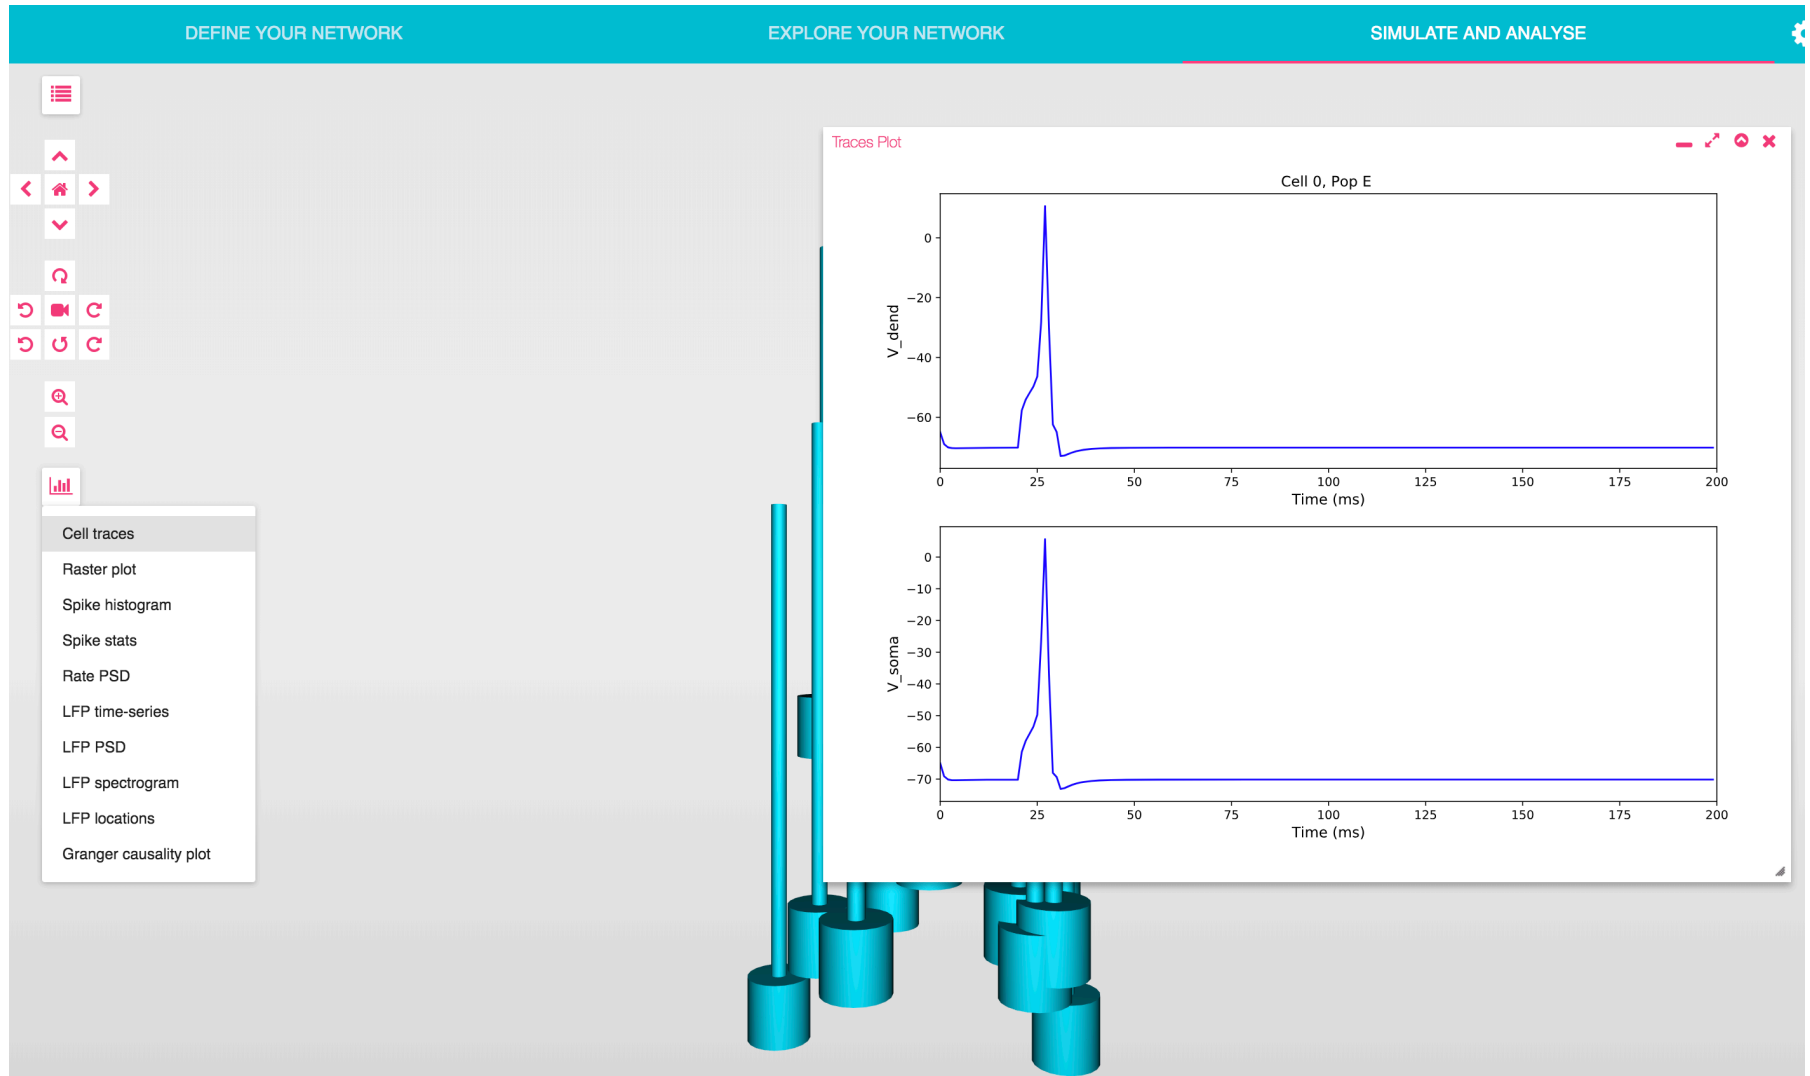 DEFINE YOUR NETWORK
EXPLORE YOUR NETWORK
SIMULATE AND ANALYSE
Traces Plot
Cell 0, Pop E
V_dend
0
−20
−40
−60
0 25 50 75 100 125 150 175 200
Time (ms)
V_soma
0
−10
−20
−30
−40
−50
−60
−70
0 25 50 75 100 125 150 175 200
Time (ms)
Cell traces
Raster plot
Spike histogram
Spike stats
Rate PSD
LFP time-series
LFP PSD
LFP spectrogram
LFP locations
Granger causality plot